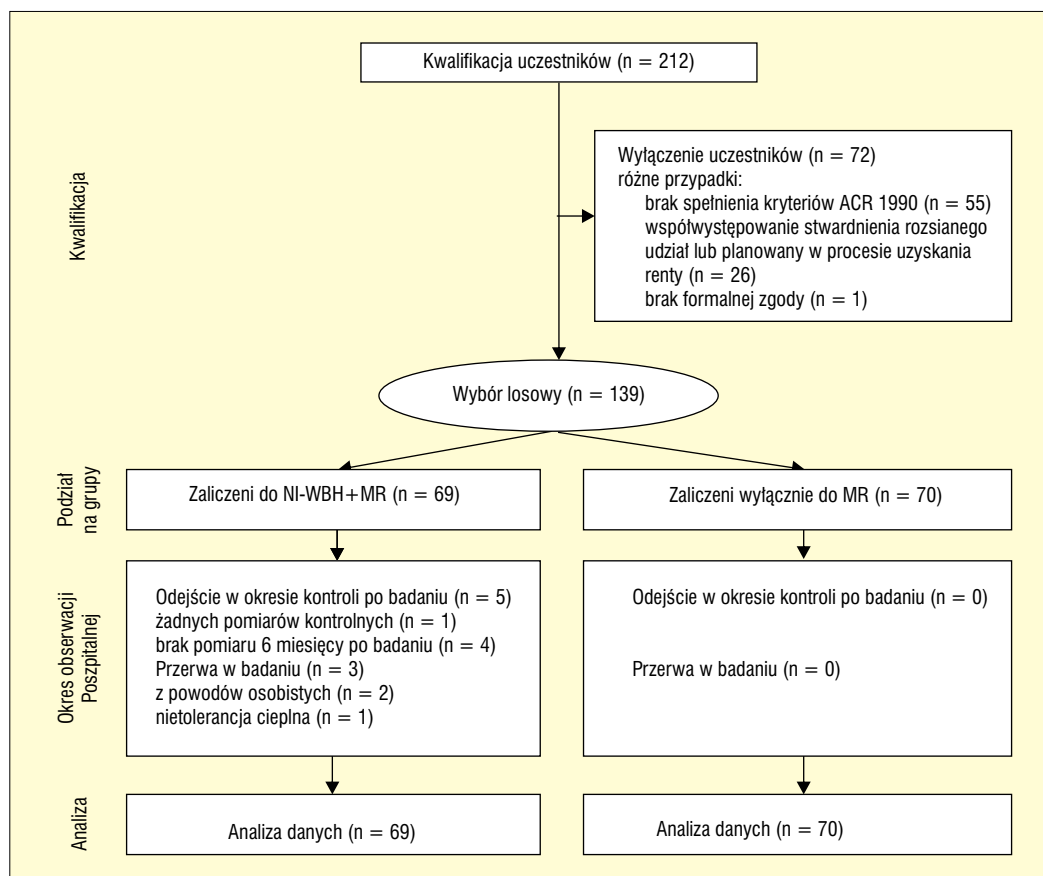 Kwalifikacja uczestników (n = 212)
Kwalifikacja
Wyłączenie uczestników (n = 72)
różne przypadki:
brak spełnienia kryteriów ACR 1990 (n = 55)
współwystępowanie stwardnienia rozsianego
udział lub planowany w procesie uzyskania
renty (n = 26)
brak formalnej zgody (n = 1)
Wybór losowy (n = 139)
Podział
na grupy
Zaliczeni do NI-WBH+MR (n = 69)
Zaliczeni wyłącznie do MR (n = 70)
Okres obserwacji
Poszpitalnej
Odejście w okresie kontroli po badaniu (n = 5)
żadnych pomiarów kontrolnych (n = 1)
brak pomiaru 6 miesięcy po badaniu (n = 4)
Przerwa w badaniu (n = 3)
z powodów osobistych (n = 2)
nietolerancja cieplna (n = 1)
Odejście w okresie kontroli po badaniu (n = 0)
Przerwa w badaniu (n = 0)
Analiza
Analiza danych (n = 69)
Analiza danych (n = 70)